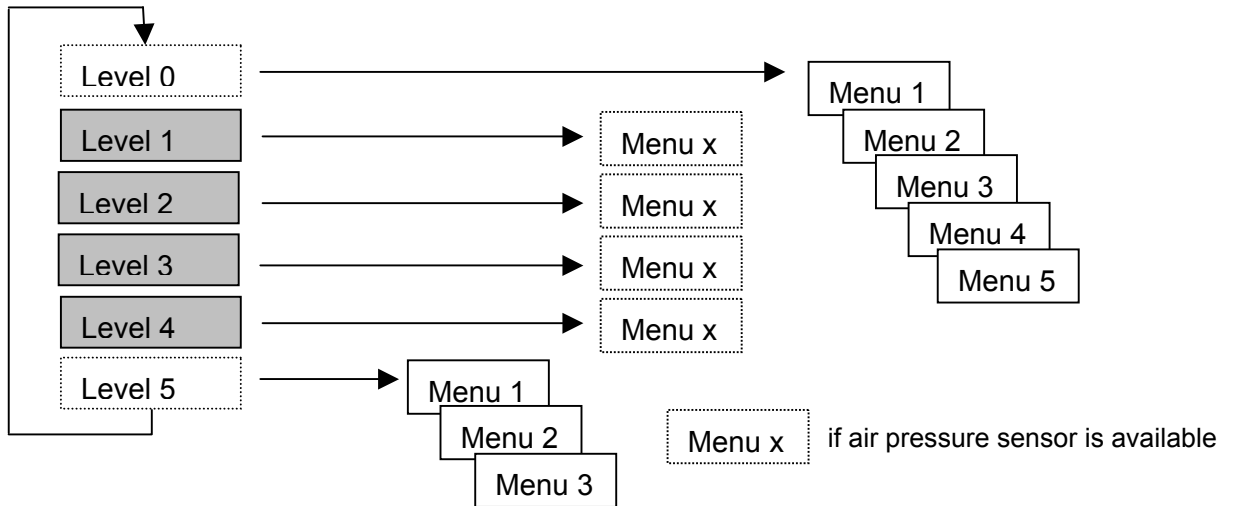 Level 0
Menu 1
Menu 2
Menu 3
Menu 4
Menu 5
Level 1
Menu x
Level 2
Menu x
Level 3
Menu x
Level 4
Menu x
Level 5
Menu 1
Menu 2
Menu 3
Menu x if air pressure sensor is available